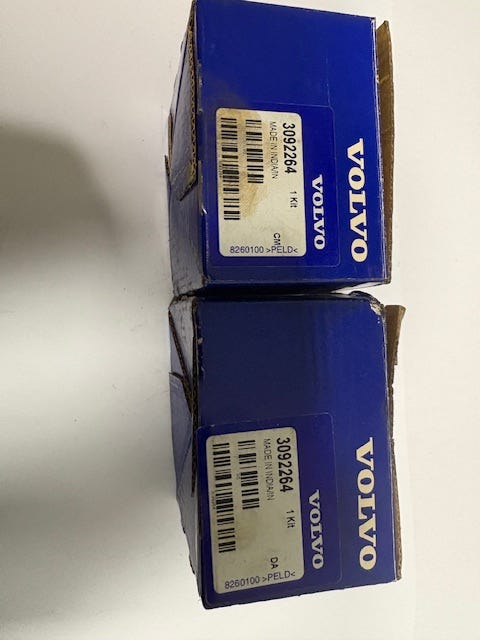 VOLVO
VOLVO
3092264 1 Kit
MADE IN INDIA/IN
CM
8260100 >PELD<
VOLVO
VOLVO
3092264 1 Kit
MADE IN INDIA/IN
DA
8260100 >PELD<